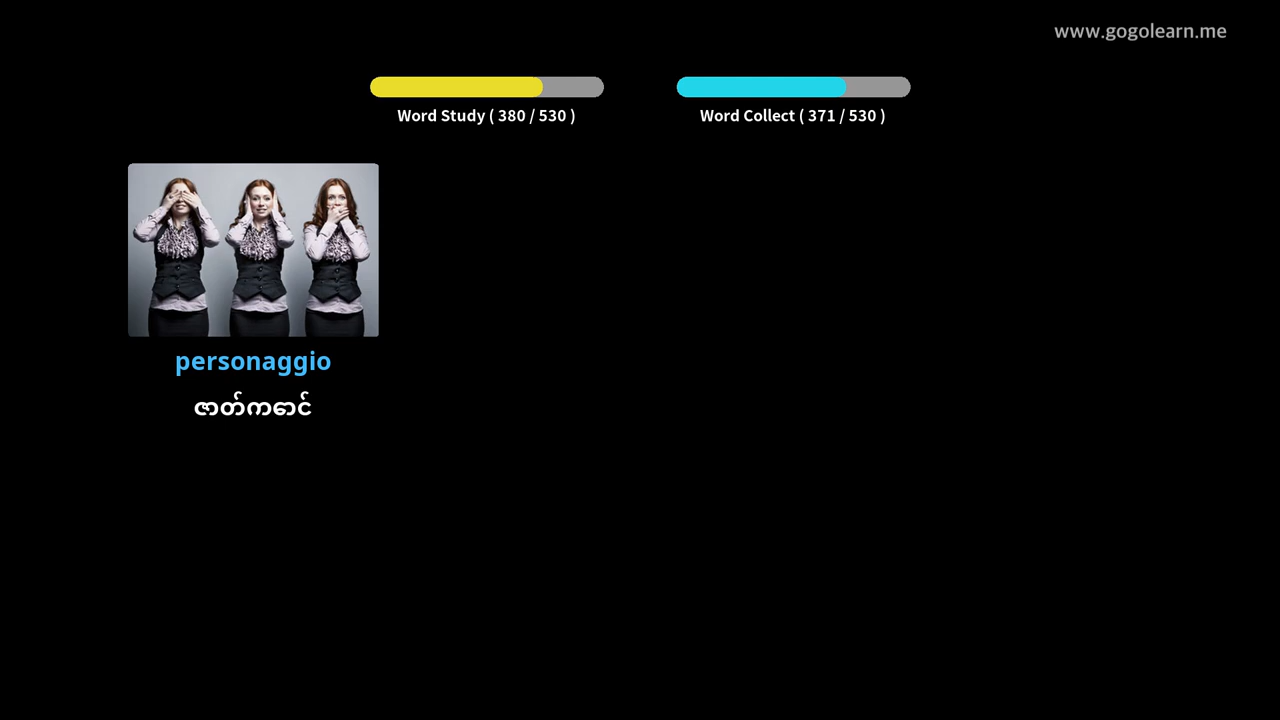 www.gogolearn.me
Word Study ( 380 / 530 )
Word Collect ( 371 / 530 )
personaggio
ဇာတ်ကောင်